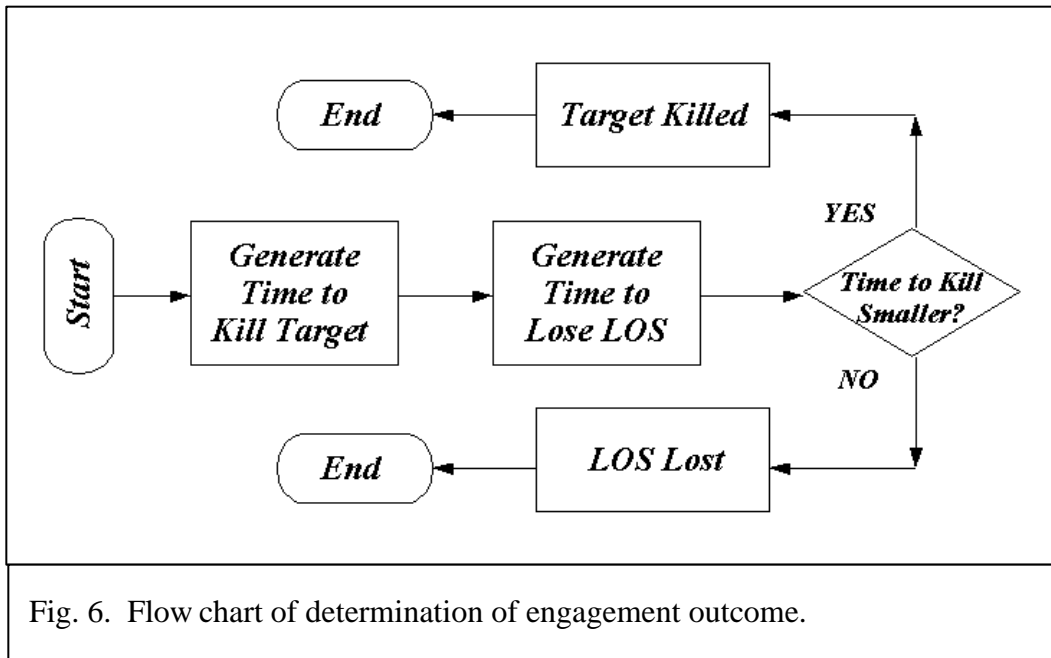 End
Target Killed
YES
Start
Generate
Time to
Kill Target
Generate
Time to
Lose LOS
Time to Kill
Smaller?
NO
End
LOS Lost
Fig. 6. Flow chart of determination of engagement outcome.